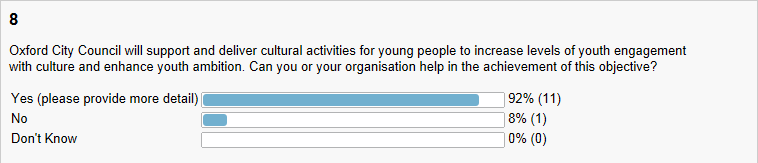 8
Oxford City Council will support and deliver cultural activities for young people to increase levels of youth engagement
with culture and enhance youth ambition. Can you or your organisation help in the achievement of this objective?
Yes (please provide more detail) 92% (11)
No 8% (1)
Don't Know 0% (0)